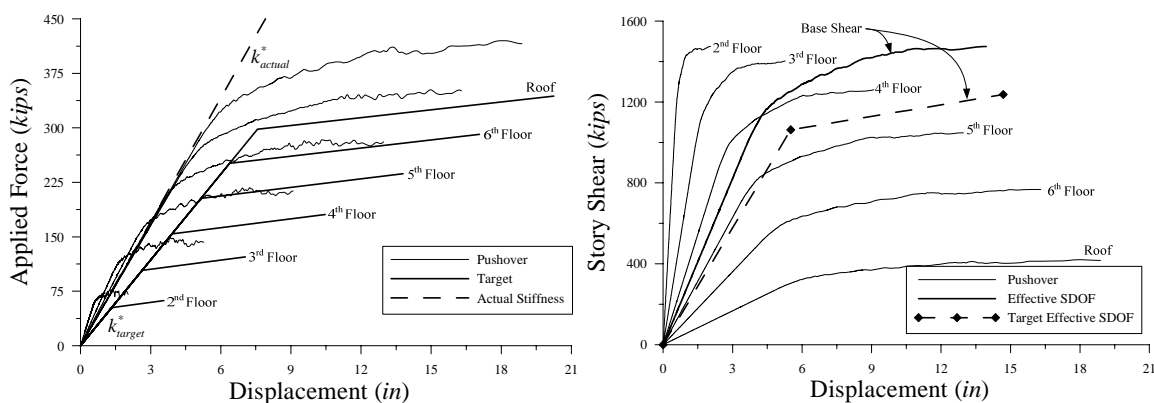 450
375
300
225
150
75
0
Applied Force (kips)
k*actual
k*target
Roof
6th Floor
5th Floor
4th Floor
3rd Floor
2nd Floor
Pushover
Target
Actual Stiffness
0 3 6 9 12 15 18 21
Displacement (in)
1600
1200
800
400
0
Story Shear (kips)
Base Shear
2nd Floor
3rd Floor
4th Floor
5th Floor
6th Floor
Roof
Pushover
Effective SDOF
Target Effective SDOF
0 3 6 9 12 15 18 21
Displacement (in)